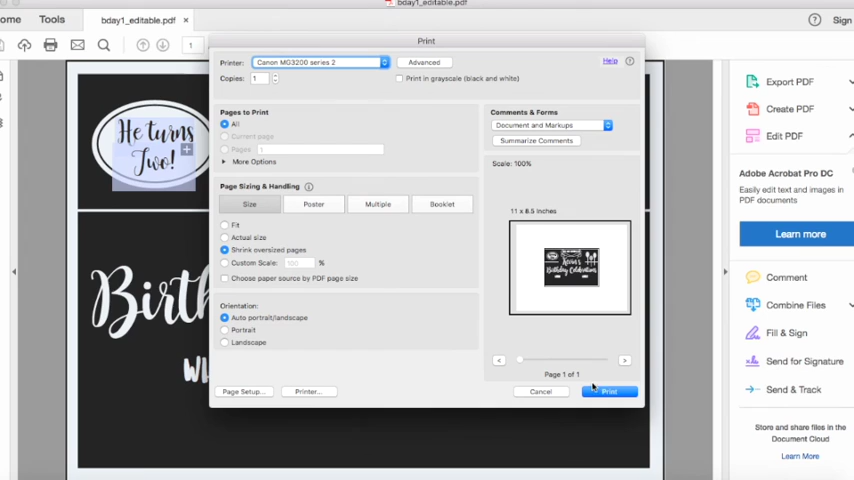 bday1_editable.pdf
ome
Tools
bday1_editable.pdf ×
?
Sign
1
Print
Printer:
Canon MG3200 series 2
Advanced
Help
?
Copies:
1
Print in grayscale (black and white)
Pages to Print
All
Current page
Pages
1
More Options
Comments & Forms
Document and Markups
Summarize Comments
Scale: 100%
Page Sizing & Handling
Size
Poster
Multiple
Booklet
Fit
Actual size
Shrink oversized pages
Custom Scale:
100
%
Choose paper source by PDF page size
11 x 8.5 Inches
Kevin's
Birthday Celebrations
Orientation:
Auto portrait/landscape
Portrait
Landscape
<
>
Page 1 of 1
Page Setup...
Printer...
Cancel
Print
He turns
Two!
Birth
WH
Export PDF
Create PDF
Edit PDF
Adobe Acrobat Pro DC
Easily edit text and images in
PDF documents
Learn more
Comment
Combine Files
Fill & Sign
Send for Signature
Send & Track
Store and share files in the
Document Cloud
Learn More